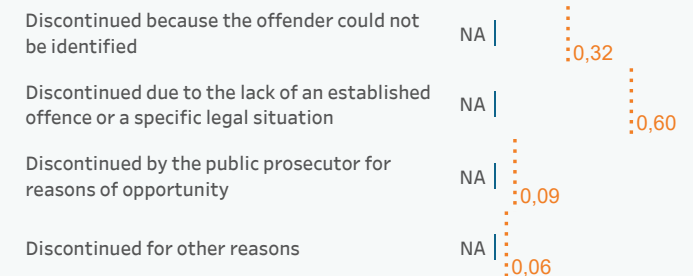 Discontinued because the offender could not
be identified
NA
0,32
Discontinued due to the lack of an established
offence or a specific legal situation
NA
0,60
Discontinued by the public prosecutor for
reasons of opportunity
NA
0,09
Discontinued for other reasons
NA
0,06